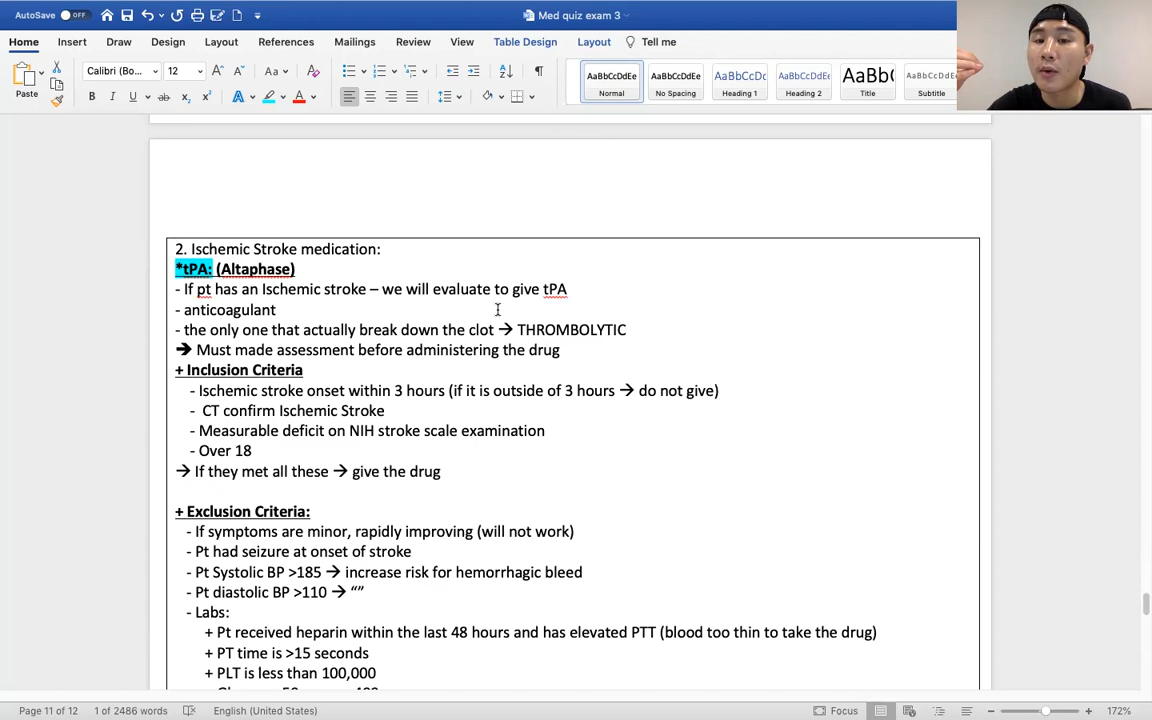 AutoSave OFF
Med quiz exam 3
Home Insert Draw Design Layout References Mailings Review View Table Design Layout Tell me
Paste
Calibri (Bo... 12
AaBbCcDdEe AaBbCcDdEe AaBbCcDc AaBbCcDdEe AaBb( AaBbCcDdEe
Normal No Spacing Heading 1 Heading 2 Title Subtitle
2. Ischemic Stroke medication:
*tPA: (Altaphase)
- If pt has an Ischemic stroke – we will evaluate to give tPA
- anticoagulant
- the only one that actually break down the clot → THROMBOLYTIC
➔ Must made assessment before administering the drug
+ Inclusion Criteria
- Ischemic stroke onset within 3 hours (if it is outside of 3 hours → do not give)
- CT confirm Ischemic Stroke
- Measurable deficit on NIH stroke scale examination
- Over 18
→ If they met all these → give the drug
+ Exclusion Criteria:
- If symptoms are minor, rapidly improving (will not work)
- Pt had seizure at onset of stroke
- Pt Systolic BP >185 → increase risk for hemorrhagic bleed
- Pt diastolic BP >110 → “”
- Labs:
+ Pt received heparin within the last 48 hours and has elevated PTT (blood too thin to take the drug)
+ PT time is >15 seconds
+ PLT is less than 100,000
Page 11 of 12 1 of 2486 words English (United States) Focus 172%